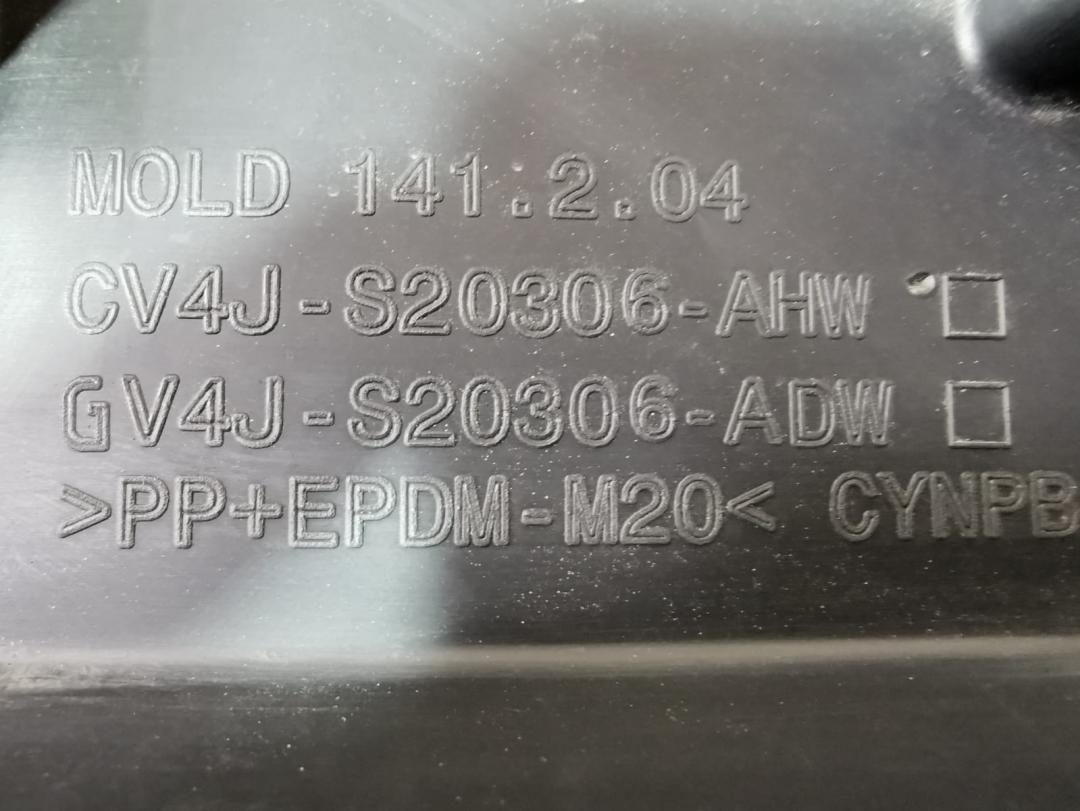 MOLD 141.2.04
CV4J-S20306-AHW
GV4J-S20306-ADW
>PP+EPDM-M20< CYNPB